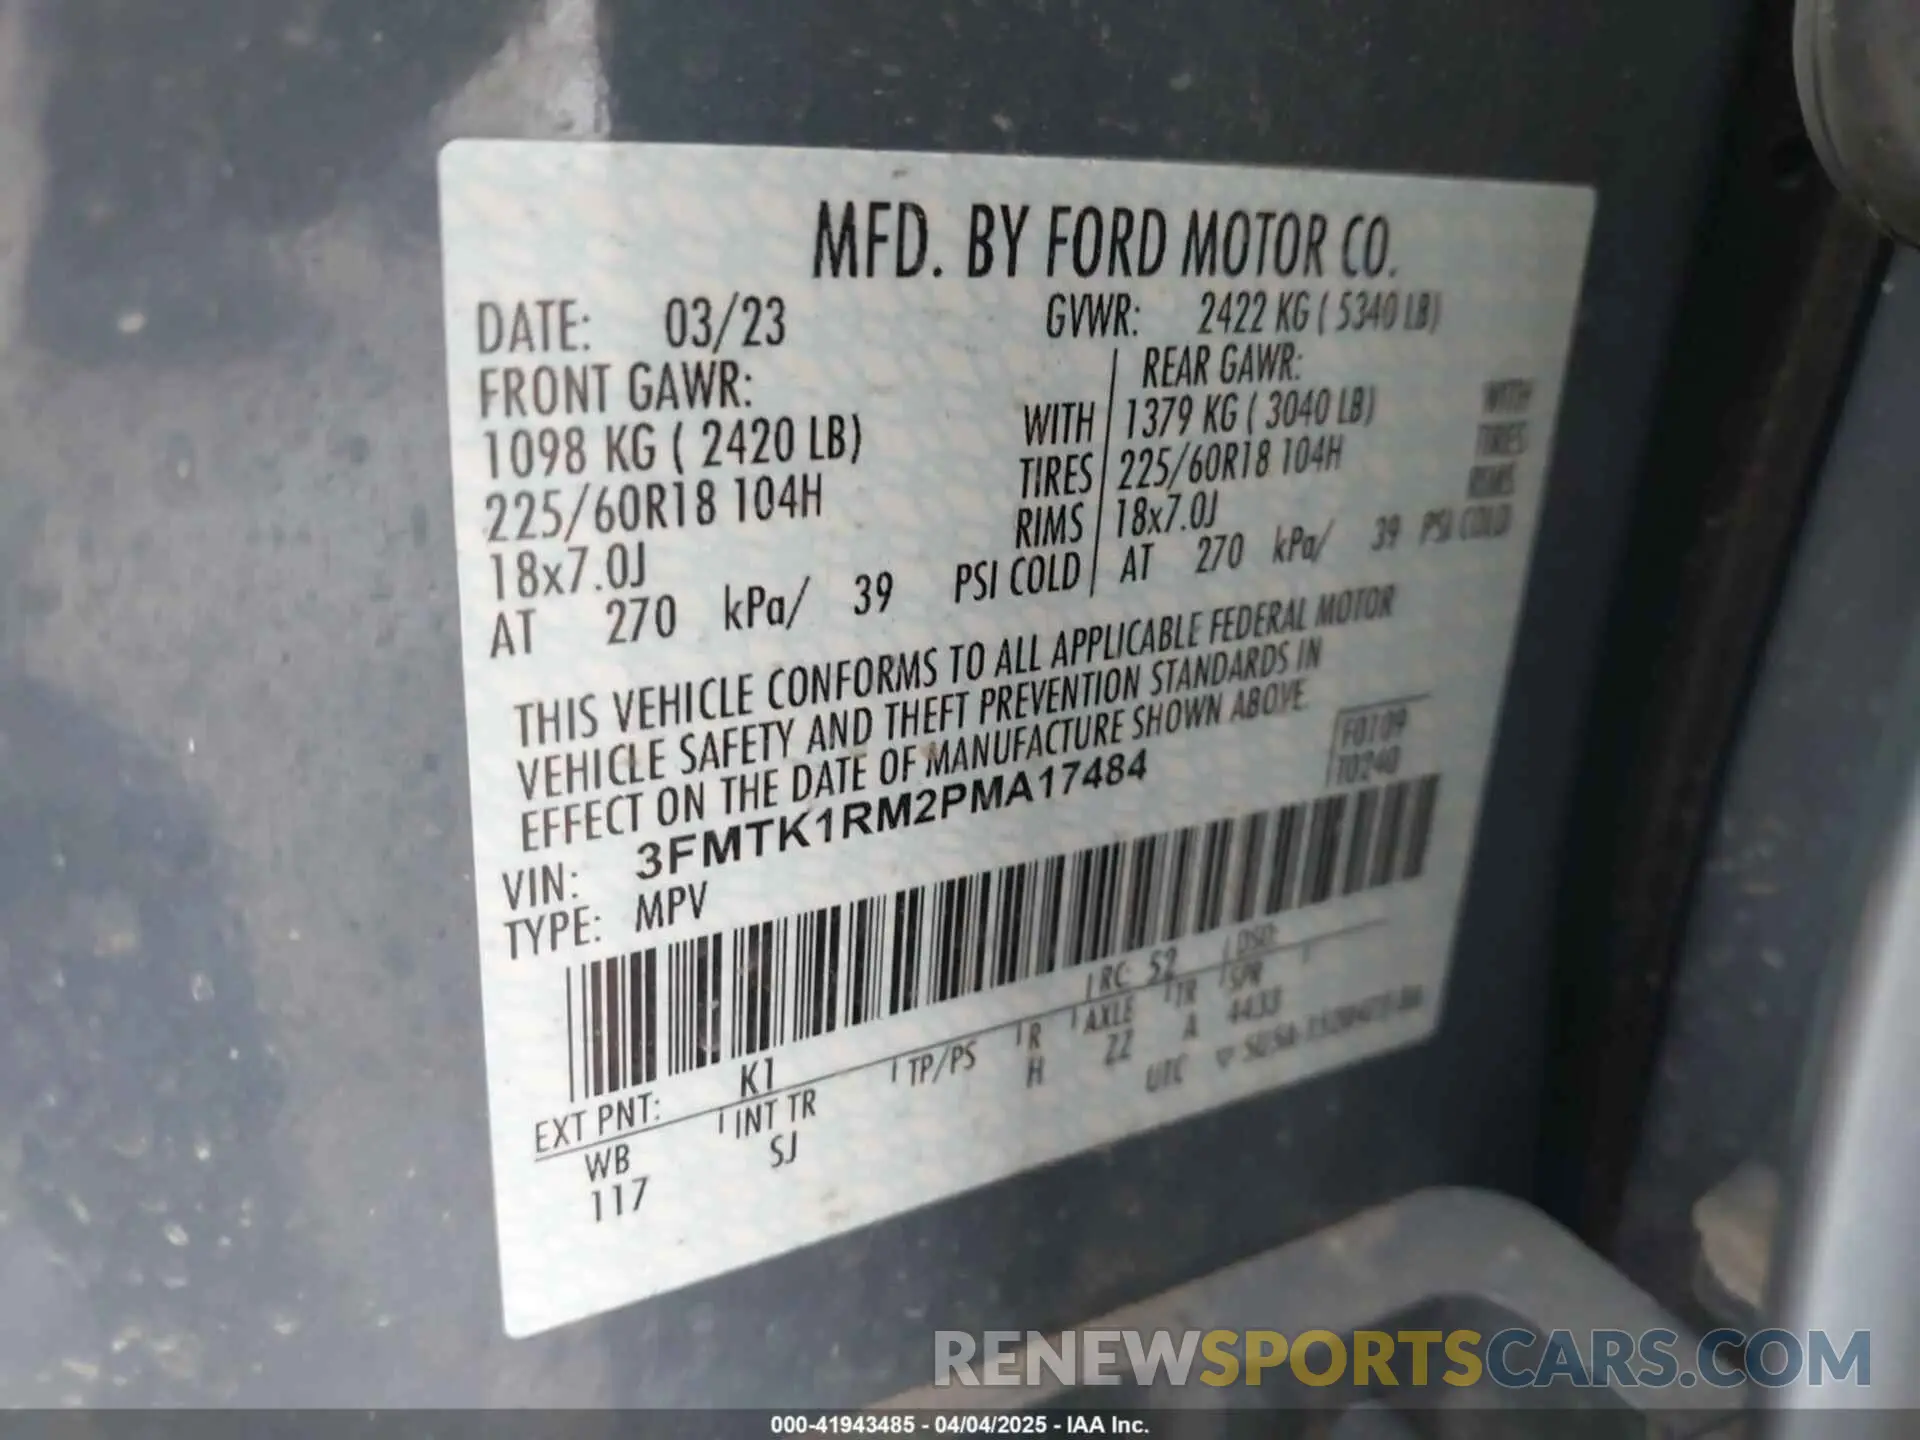 MFD. BY FORD MOTOR CO.
DATE: 03/23 GVWR: 2422 KG ( 5340 LB)
FRONT GAWR: REAR GAWR:
1098 KG ( 2420 LB) WITH 1379 KG ( 3040 LB) WITH
225/60R18 104H TIRES 225/60R18 104H TIRES
18x7.0J RIMS 18x7.0J RIMS
AT 270 kPa/ 39 PSI COLD AT 270 kPa/ 39 PSI COLD
THIS VEHICLE CONFORMS TO ALL APPLICABLE FEDERAL MOTOR
VEHICLE SAFETY AND THEFT PREVENTION STANDARDS IN
EFFECT ON THE DATE OF MANUFACTURE SHOWN ABOVE.
VIN: 3FMTK1RM2PMA17484
F0109
T0240
TYPE: MPV
EXT PNT: K1 RC: 52 DSO:
WB INT TR TP/PS R AXLE TR SPR
117 SJ H ZZ A 4433
UTC
RENEWSPORTSCARS.COM
000-41943485 - 04/04/2025 - IAA Inc.